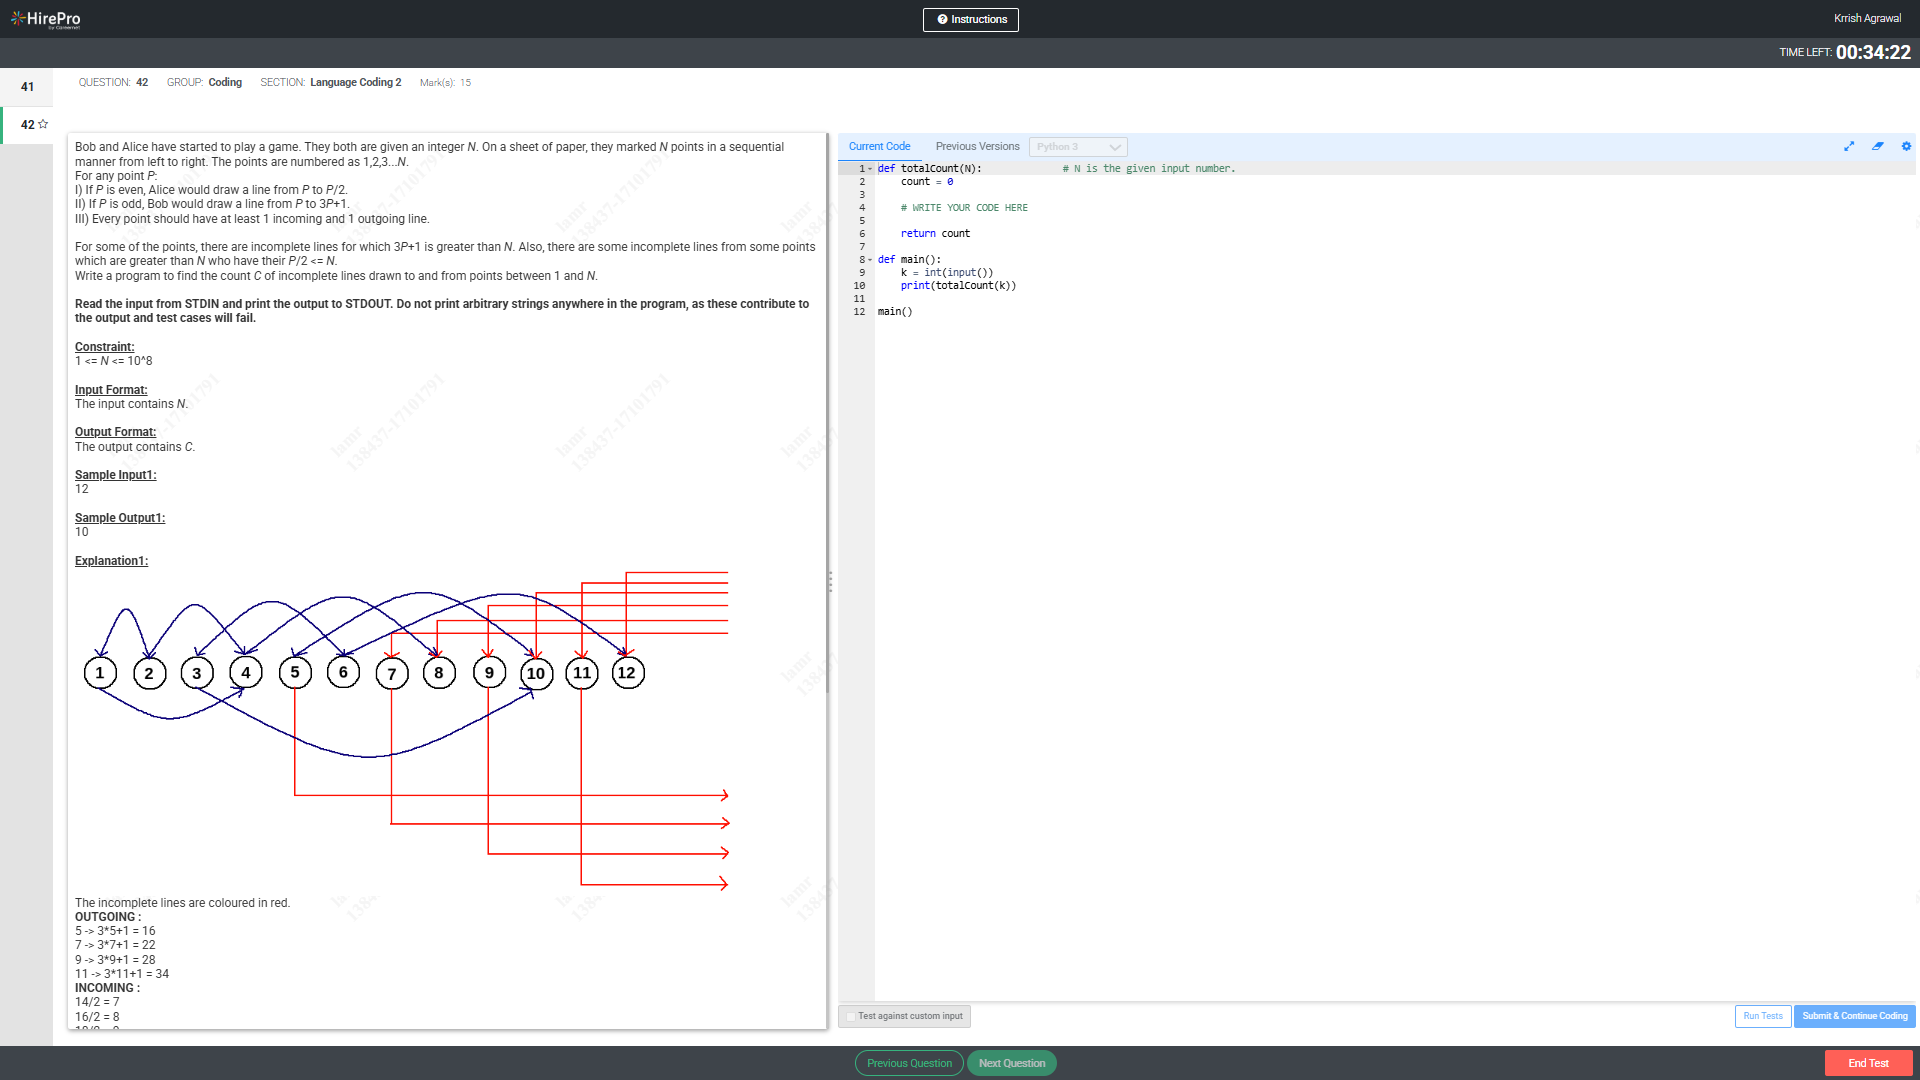 HirePro
by Careernet
Instructions
Krrish Agrawal
TIME LEFT: 00:34:22
41
42
QUESTION: 42 GROUP: Coding SECTION: Language Coding 2 Mark(s): 15
Bob and Alice have started to play a game. They both are given an integer N. On a sheet of paper, they marked N points in a sequential
manner from left to right. The points are numbered as 1,2,3...N.
For any point P:
I) If P is even, Alice would draw a line from P to P/2.
II) If P is odd, Bob would draw a line from P to 3P+1.
III) Every point should have at least 1 incoming and 1 outgoing line.
For some of the points, there are incomplete lines for which 3P+1 is greater than N. Also, there are some incomplete lines from some points
which are greater than N who have their P/2 <= N.
Write a program to find the count C of incomplete lines drawn to and from points between 1 and N.
Read the input from STDIN and print the output to STDOUT. Do not print arbitrary strings anywhere in the program, as these contribute to
the output and test cases will fail.
Constraint:
1 <= N <= 10^8
Input Format:
The input contains N.
Output Format:
The output contains C.
Sample Input1:
12
Sample Output1:
10
Explanation1:
1 2 3 4 5 6 7 8 9 10 11 12
The incomplete lines are coloured in red.
OUTGOING :
5 -> 3*5+1 = 16
7 -> 3*7+1 = 22
9 -> 3*9+1 = 28
11 -> 3*11+1 = 34
INCOMING :
14/2 = 7
16/2 = 8
Current Code Previous Versions Python 3
1 def totalCount(N): # N is the given input number.
2 count = 0
3
4 # WRITE YOUR CODE HERE
5
6 return count
7
8 def main():
9 k = int(input())
10 print(totalCount(k))
11
12 main()
lamr
138437-17101791
Test against custom input
Run Tests
Submit & Continue Coding
Previous Question
Next Question
End Test